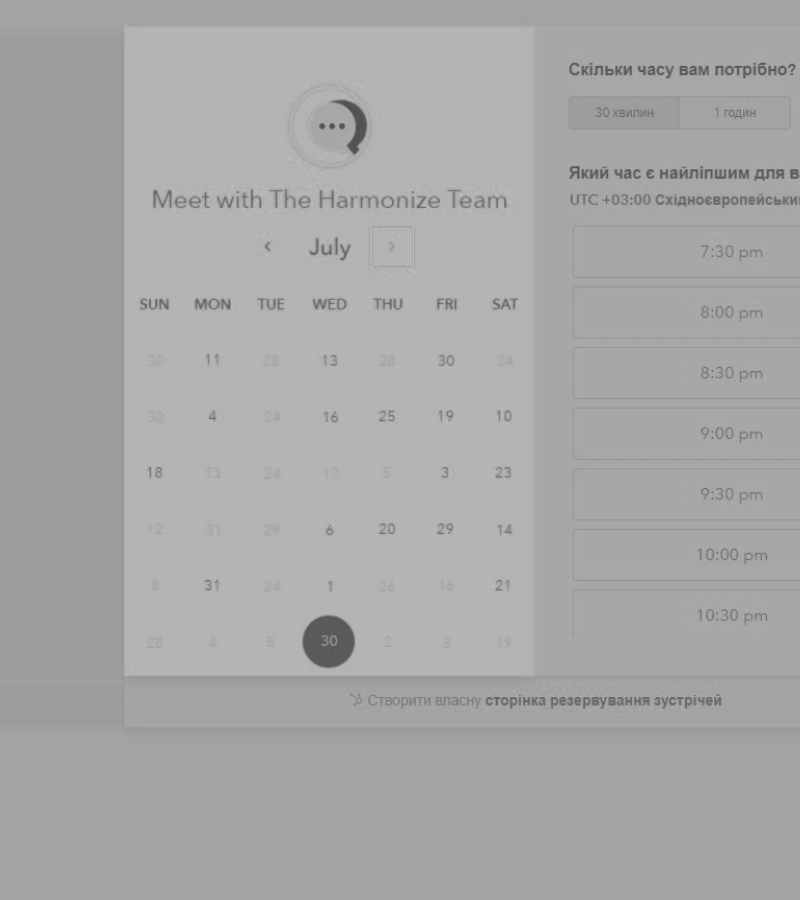 Meet with The Harmonize Team
July
SUN MON TUE WED THU FRI SAT
30 11 28 13 28 30 24
30 4 24 16 25 19 10
18 13 24 17 5 3 23
12 31 29 6 20 29 14
8 31 24 1 26 16 21
28 4 5 30 2 3 19
Скільки часу вам потрібно?
30 хвилин 1 годин
Який час є найліпшим для в
UTC +03:00 Східноєвропейськи
7:30 pm
8:00 pm
8:30 pm
9:00 pm
9:30 pm
10:00 pm
10:30 pm
Створити власну сторінка резервування зустрічей